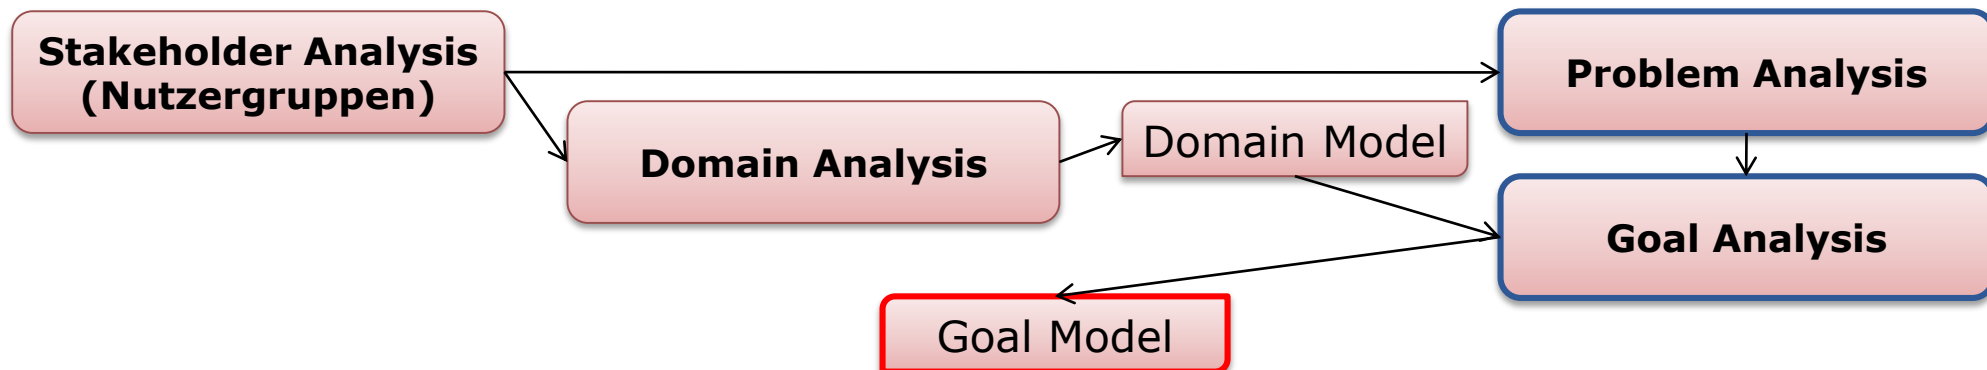 Stakeholder Analysis
(Nutzergruppen)
Problem Analysis
Domain Analysis
Domain Model
Goal Analysis
Goal Model